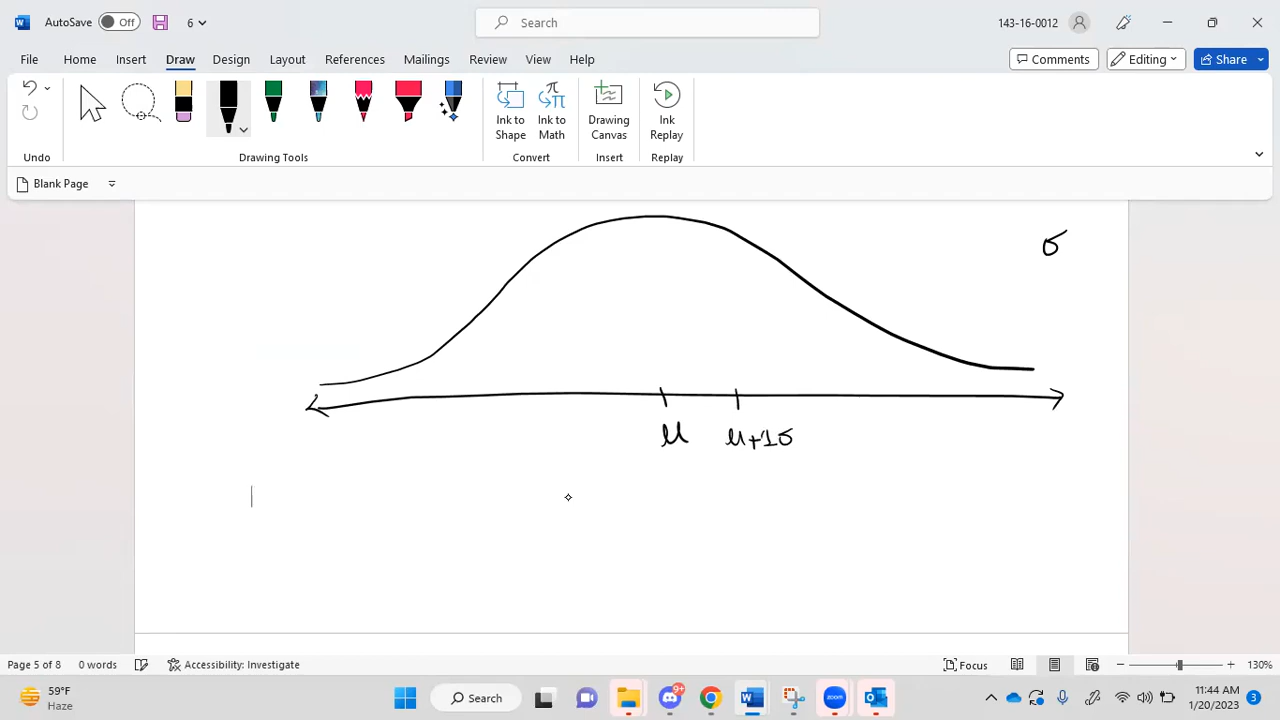 AutoSave Off 6 Search 143-16-0012
File Home Insert Draw Design Layout References Mailings Review View Help Comments Editing Share
Undo Drawing Tools Ink to Shape Ink to Math Convert Drawing Canvas Insert Ink Replay Replay
Blank Page
σ
μ μ+1σ
Page 5 of 8 0 words Accessibility: Investigate Focus 130%
59°F Haze Search 9+ zoom 11:44 AM 1/20/2023 3